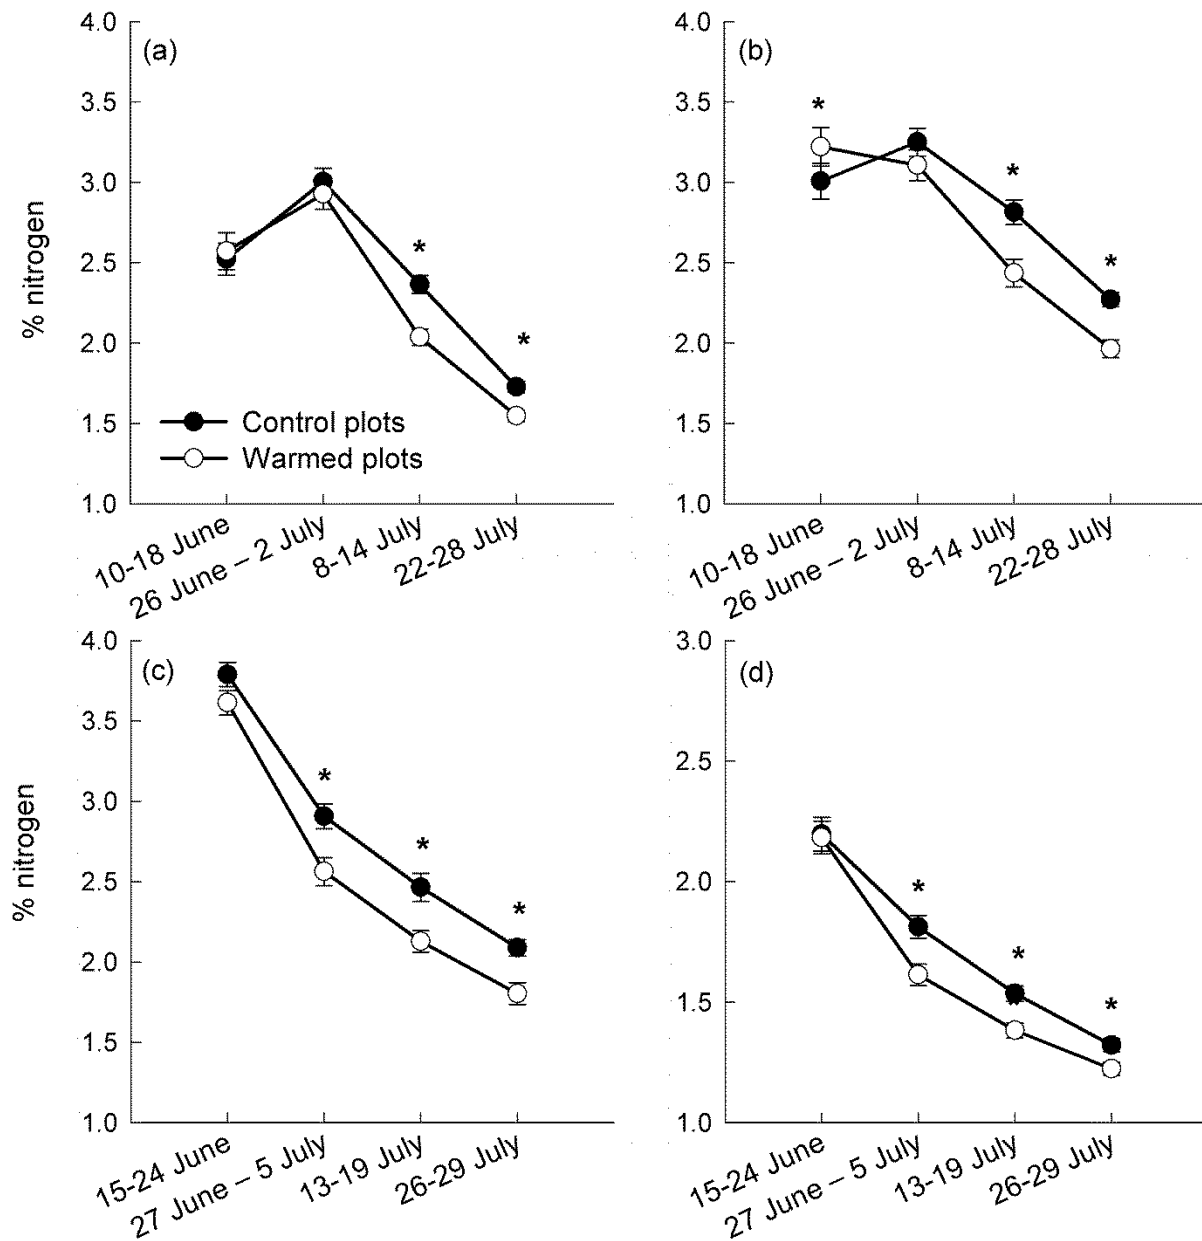 (a)
4.0
3.5
3.0
2.5
2.0
1.5
1.0
% nitrogen
*
*
Control plots
Warmed plots
10-18 June
26 June – 2 July
8-14 July
22-28 July
(b)
4.0
3.5
3.0
2.5
2.0
1.5
1.0
*
*
*
10-18 June
26 June – 2 July
8-14 July
22-28 July
(c)
4.0
3.5
3.0
2.5
2.0
1.5
1.0
% nitrogen
*
*
*
15-24 June
27 June – 5 July
13-19 July
26-29 July
(d)
3.0
2.5
2.0
1.5
1.0
*
*
*
15-24 June
27 June – 5 July
13-19 July
26-29 July